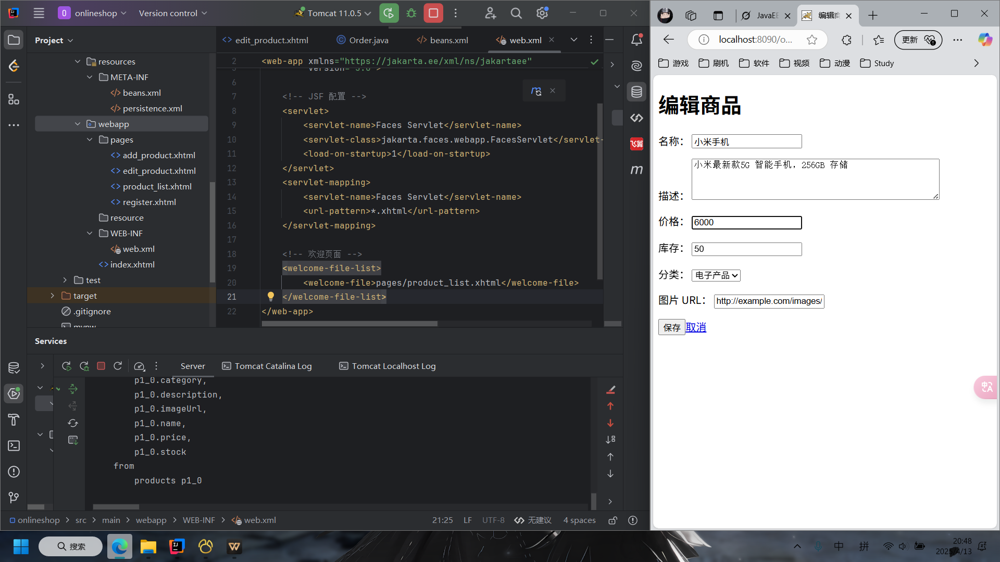 onlineshop
Version control
Tomcat 11.0.5
Project
resources
META-INF
beans.xml
persistence.xml
webapp
pages
add_product.xhtml
edit_product.xhtml
product_list.xhtml
register.xhtml
resource
WEB-INF
web.xml
index.xhtml
test
target
.gitignore
edit_product.xhtml
Order.java
beans.xml
web.xml
2 <web-app xmlns="https://jakarta.ee/xml/ns/jakartaee"
6
7 <!-- JSF 配置 -->
8 <servlet>
9 <servlet-name>Faces Servlet</servlet-name>
10 <servlet-class>jakarta.faces.webapp.FacesServlet</servlet-
11 <load-on-startup>1</load-on-startup>
12 </servlet>
13 <servlet-mapping>
14 <servlet-name>Faces Servlet</servlet-name>
15 <url-pattern>*.xhtml</url-pattern>
16 </servlet-mapping>
17
18 <!-- 欢迎页面 -->
19 <welcome-file-list>
20 <welcome-file>pages/product_list.xhtml</welcome-file>
21 </welcome-file-list>
22 </web-app>
飞算
Services
Server
Tomcat Catalina Log
Tomcat Localhost Log
p1_0.category,
p1_0.description,
p1_0.imageUrl,
p1_0.name,
p1_0.price,
p1_0.stock
from
products p1_0
onlineshop > src > main > webapp > WEB-INF > web.xml
21:25
LF
UTF-8
无建议
4 spaces
JavaEE
编辑商
localhost:8090/o...
更新
游戏
刷机
软件
视频
动漫
Study
编辑商品
名称： 小米手机
描述： 小米最新款5G 智能手机，256GB 存储
价格： 6000
库存： 50
分类： 电子产品
图片 URL： http://example.com/images/
保存 取消
搜索
中
拼
20:48
2025/4/13